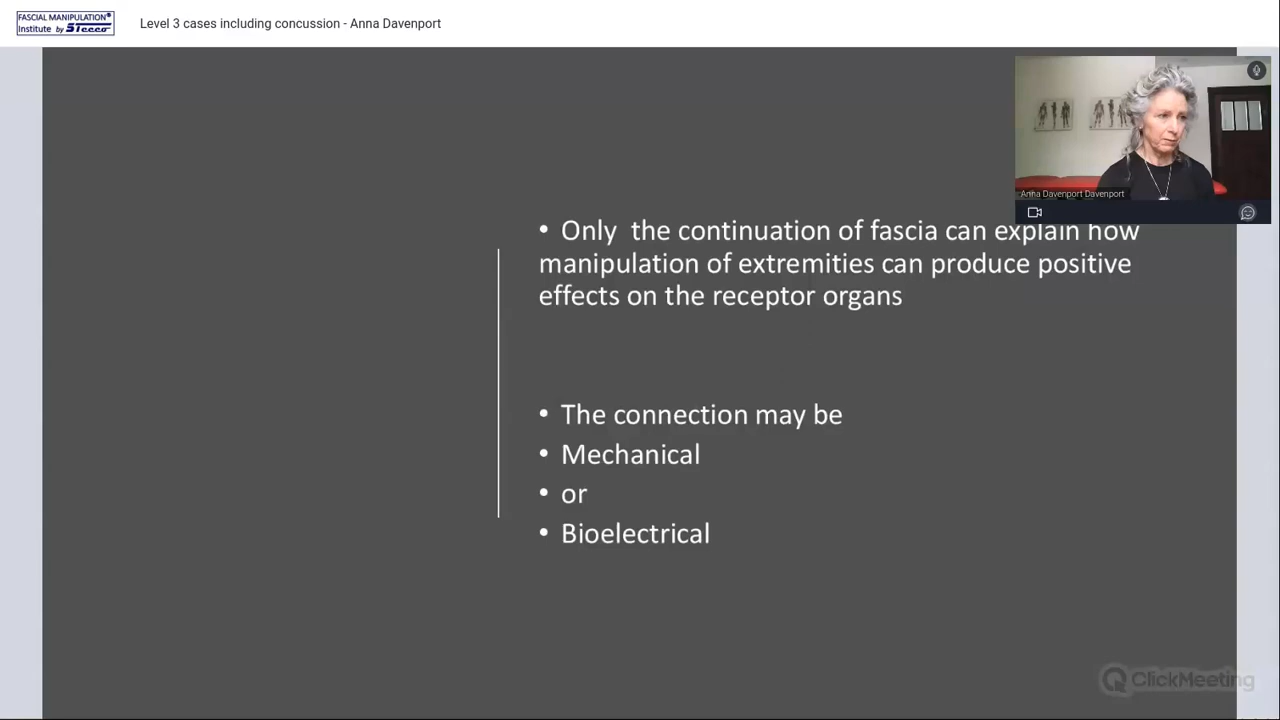 FASCIAL MANIPULATION®
Institute by Stecco
Level 3 cases including concussion - Anna Davenport
Anna Davenport Davenport
• Only the continuation of fascia can explain how
manipulation of extremities can produce positive
effects on the receptor organs
• The connection may be
• Mechanical
• or
• Bioelectrical
ClickMeeting